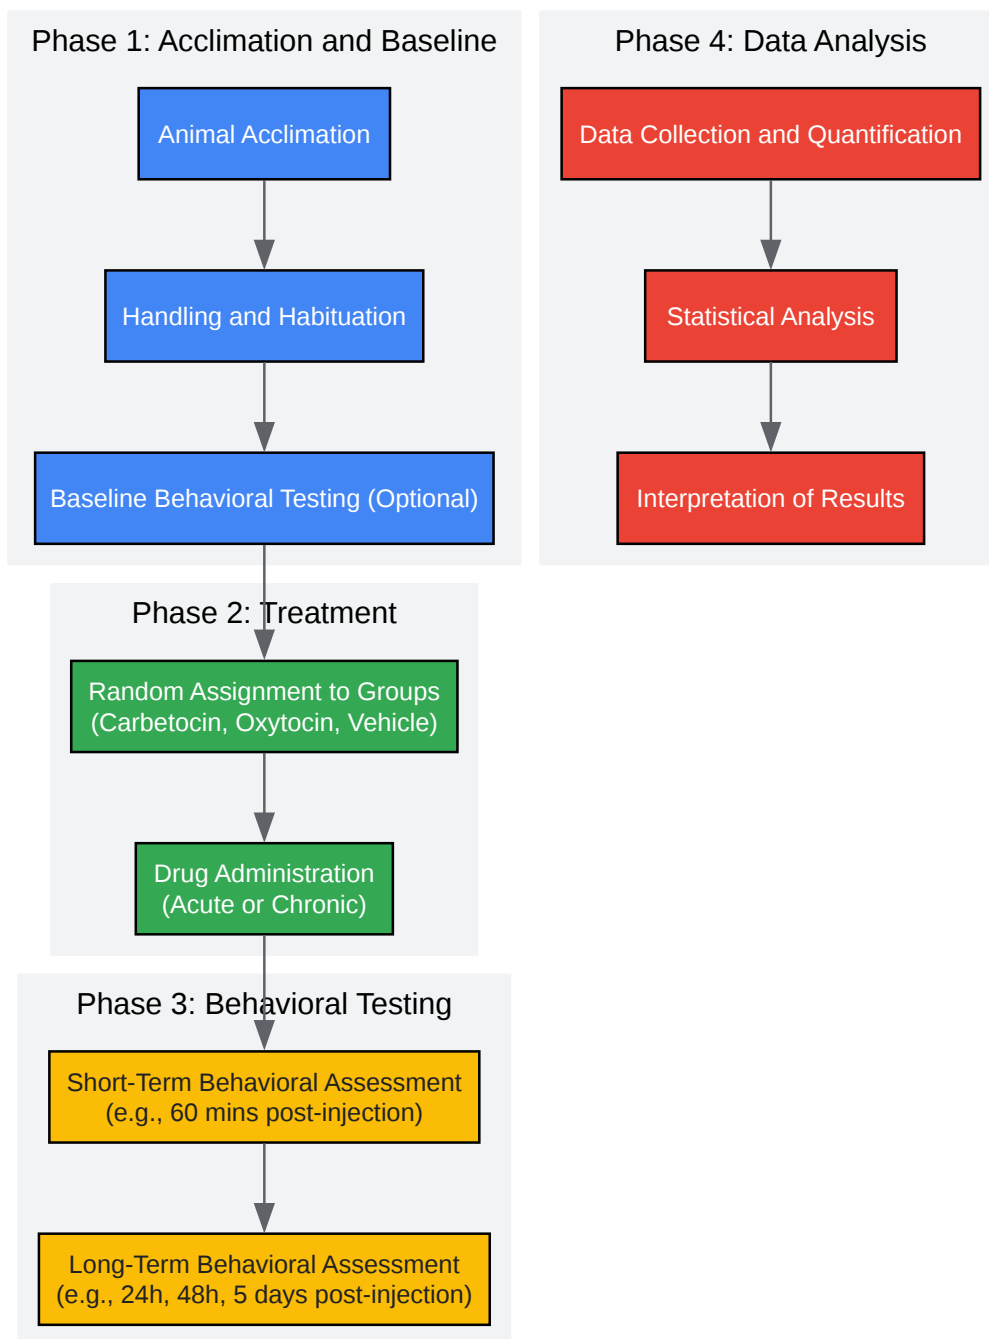 Phase 1: Acclimation and Baseline
Animal Acclimation
Handling and Habituation
Baseline Behavioral Testing (Optional)
Phase 2: Treatment
Random Assignment to Groups
(Carbetocin, Oxytocin, Vehicle)
Drug Administration
(Acute or Chronic)
Phase 3: Behavioral Testing
Short-Term Behavioral Assessment
(e.g., 60 mins post-injection)
Long-Term Behavioral Assessment
(e.g., 24h, 48h, 5 days post-injection)
Phase 4: Data Analysis
Data Collection and Quantification
Statistical Analysis
Interpretation of Results